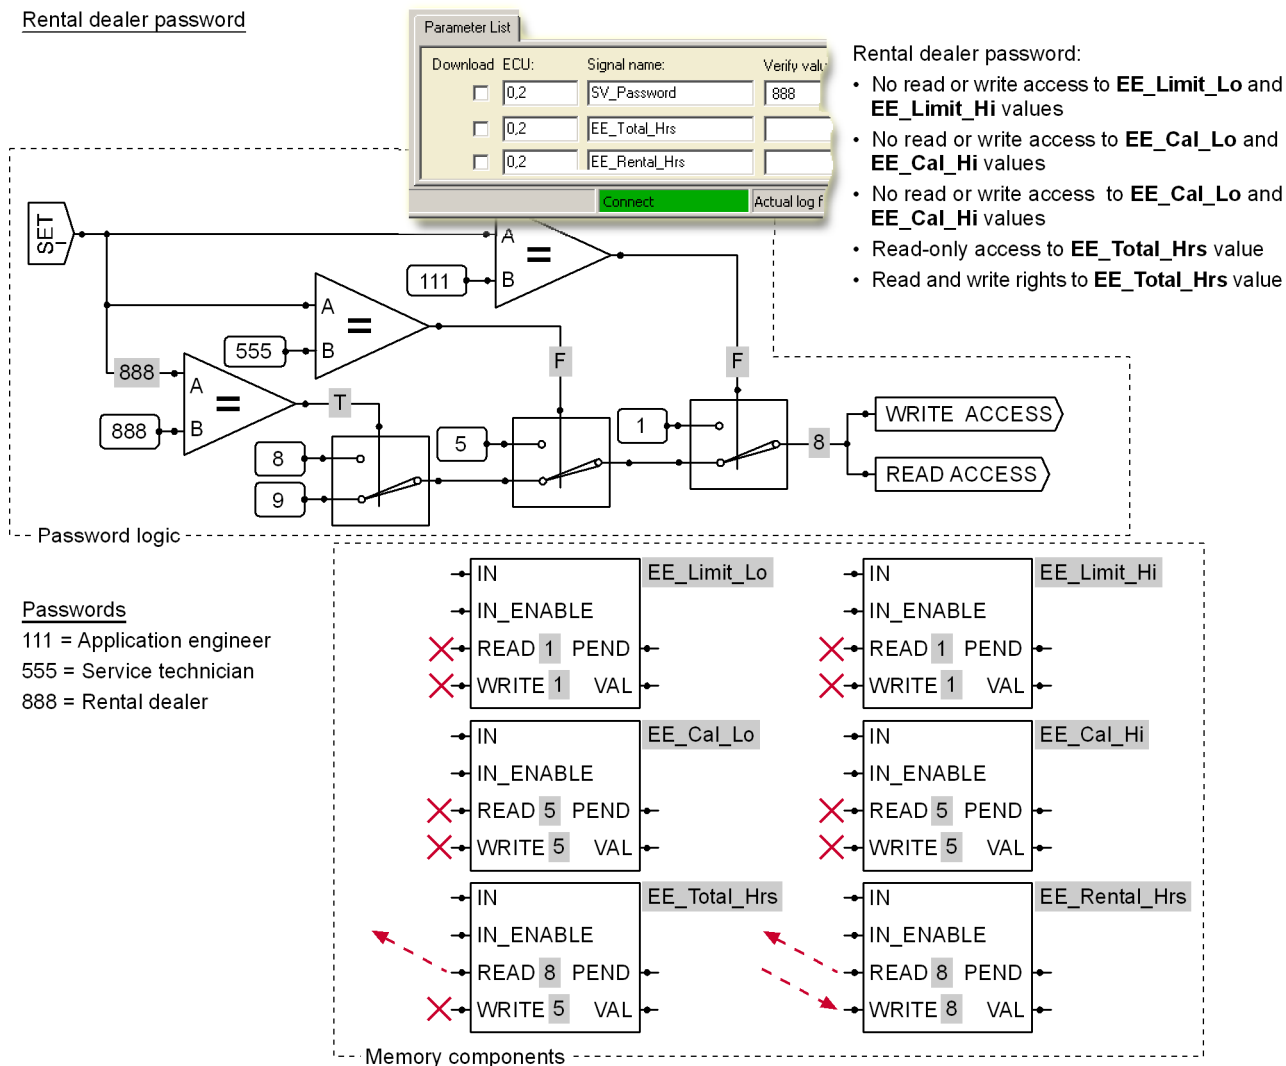 Rental dealer password
Parameter List
Download ECU: Signal name: Verify valu
0,2 SV_Password 888
0,2 EE_Total_Hrs
0,2 EE_Rental_Hrs
Connect Actual log f
Rental dealer password:
• No read or write access to EE_Limit_Lo and
EE_Limit_Hi values
• No read or write access to EE_Cal_Lo and
EE_Cal_Hi values
• No read or write access to EE_Cal_Lo and
EE_Cal_Hi values
• Read-only access to EE_Total_Hrs value
• Read and write rights to EE_Total_Hrs value
SET
A
=
111 B
A
=
555 B
F
F
888 A
=
888 B
T
8
9
5
1
8
WRITE ACCESS
READ ACCESS
Password logic
Passwords
111 = Application engineer
555 = Service technician
888 = Rental dealer
IN EE_Limit_Lo
IN_ENABLE
READ 1 PEND
WRITE 1 VAL
IN EE_Limit_Hi
IN_ENABLE
READ 1 PEND
WRITE 1 VAL
IN EE_Cal_Lo
IN_ENABLE
READ 5 PEND
WRITE 5 VAL
IN EE_Cal_Hi
IN_ENABLE
READ 5 PEND
WRITE 5 VAL
IN EE_Total_Hrs
IN_ENABLE
READ 8 PEND
WRITE 5 VAL
IN EE_Rental_Hrs
IN_ENABLE
READ 8 PEND
WRITE 8 VAL
Memory components